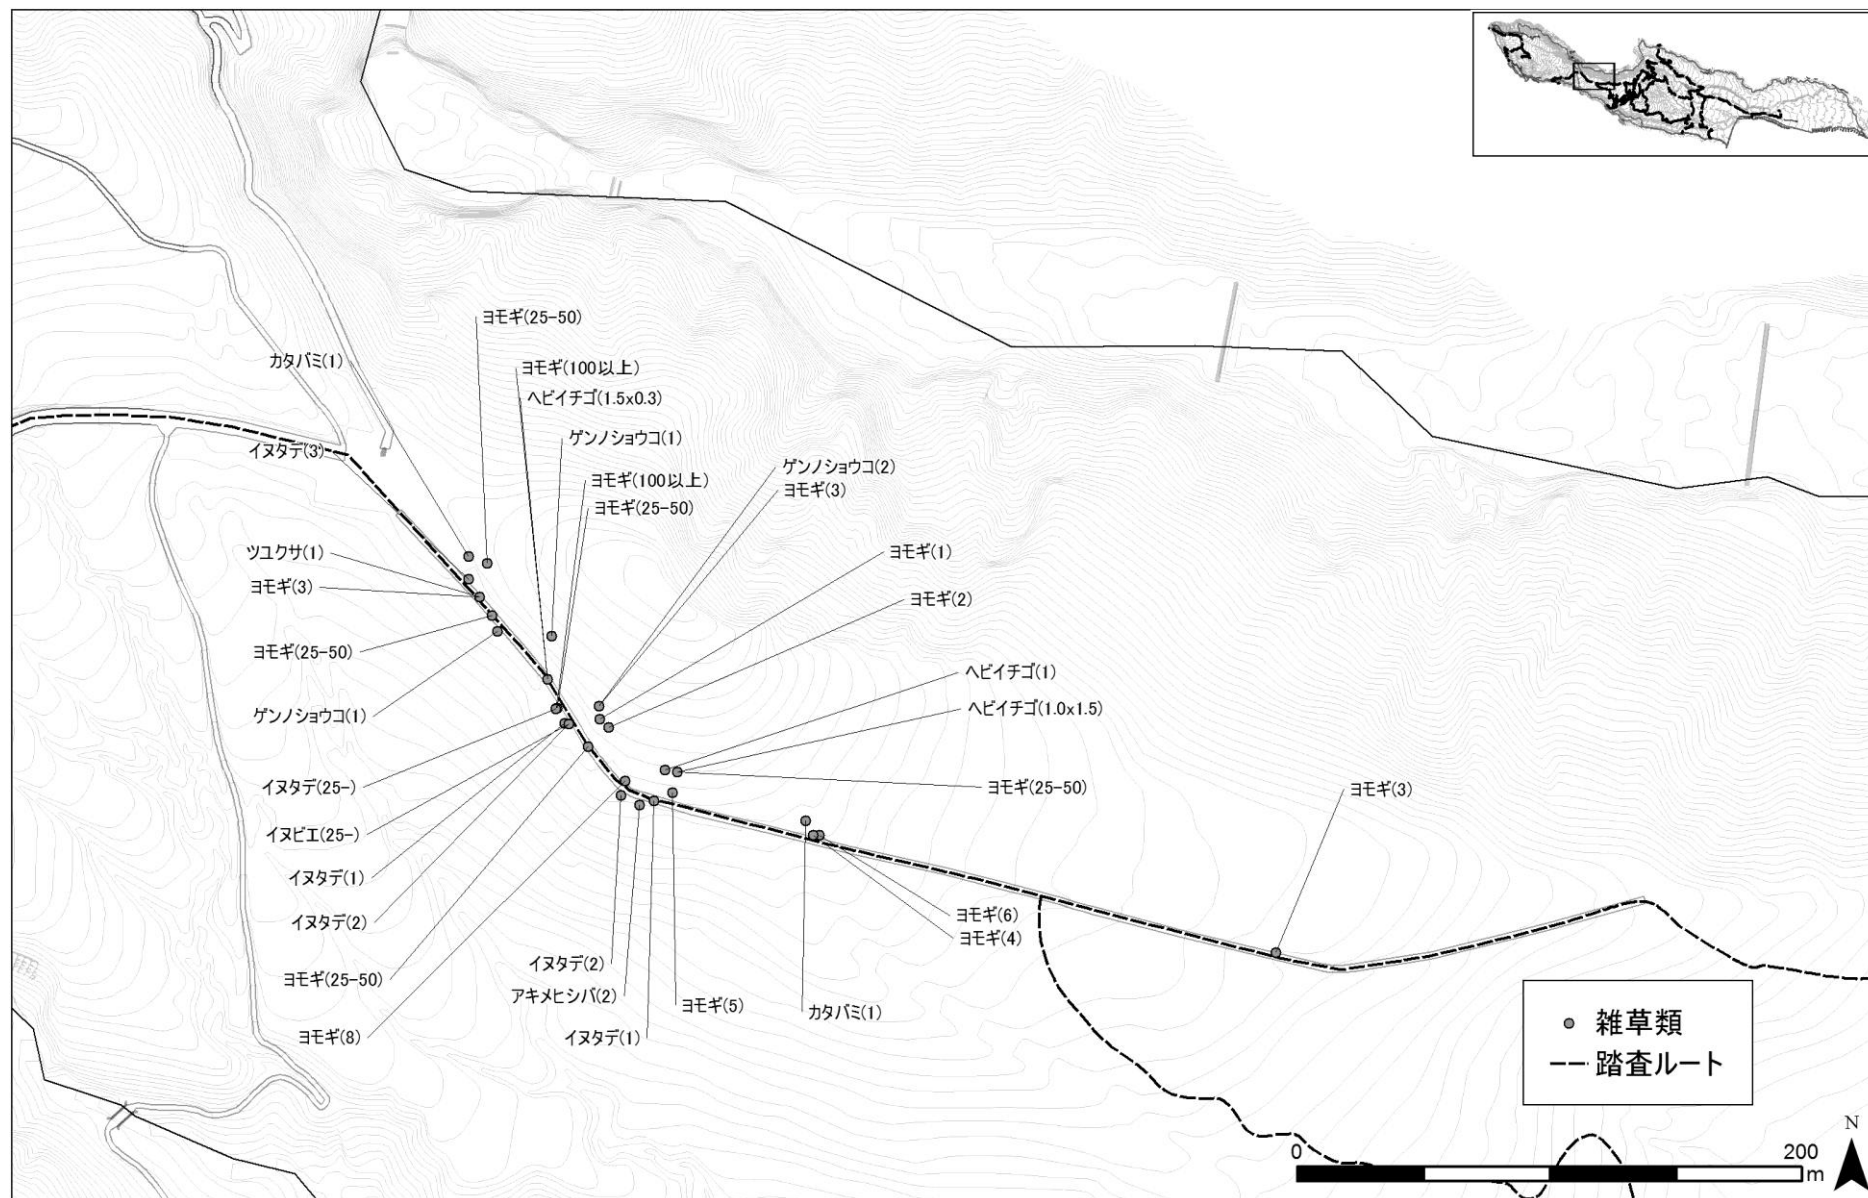 ヨモギ(25-50)
カタバミ(1)
ヨモギ(100以上)
ヘビイチゴ(1.5x0.3)
ゲンノショウコ(1)
イヌタデ(3)
ゲンノショウコ(2)
ヨモギ(100以上)
ヨモギ(3)
ヨモギ(25-50)
ツユクサ(1)
ヨモギ(1)
ヨモギ(3)
ヨモギ(2)
ヨモギ(25-50)
ヘビイチゴ(1)
ゲンノショウコ(1)
ヘビイチゴ(1.0x1.5)
イヌタデ(25-)
ヨモギ(25-50)
ヨモギ(3)
イヌビエ(25-)
イヌタデ(1)
イヌタデ(2)
ヨモギ(6)
ヨモギ(4)
イヌタデ(2)
ヨモギ(25-50)
アキメヒシバ(2)
ヨモギ(5)
カタバミ(1)
ヨモギ(8)
イヌタデ(1)
雑草類
踏査ルート
N
0
200
m